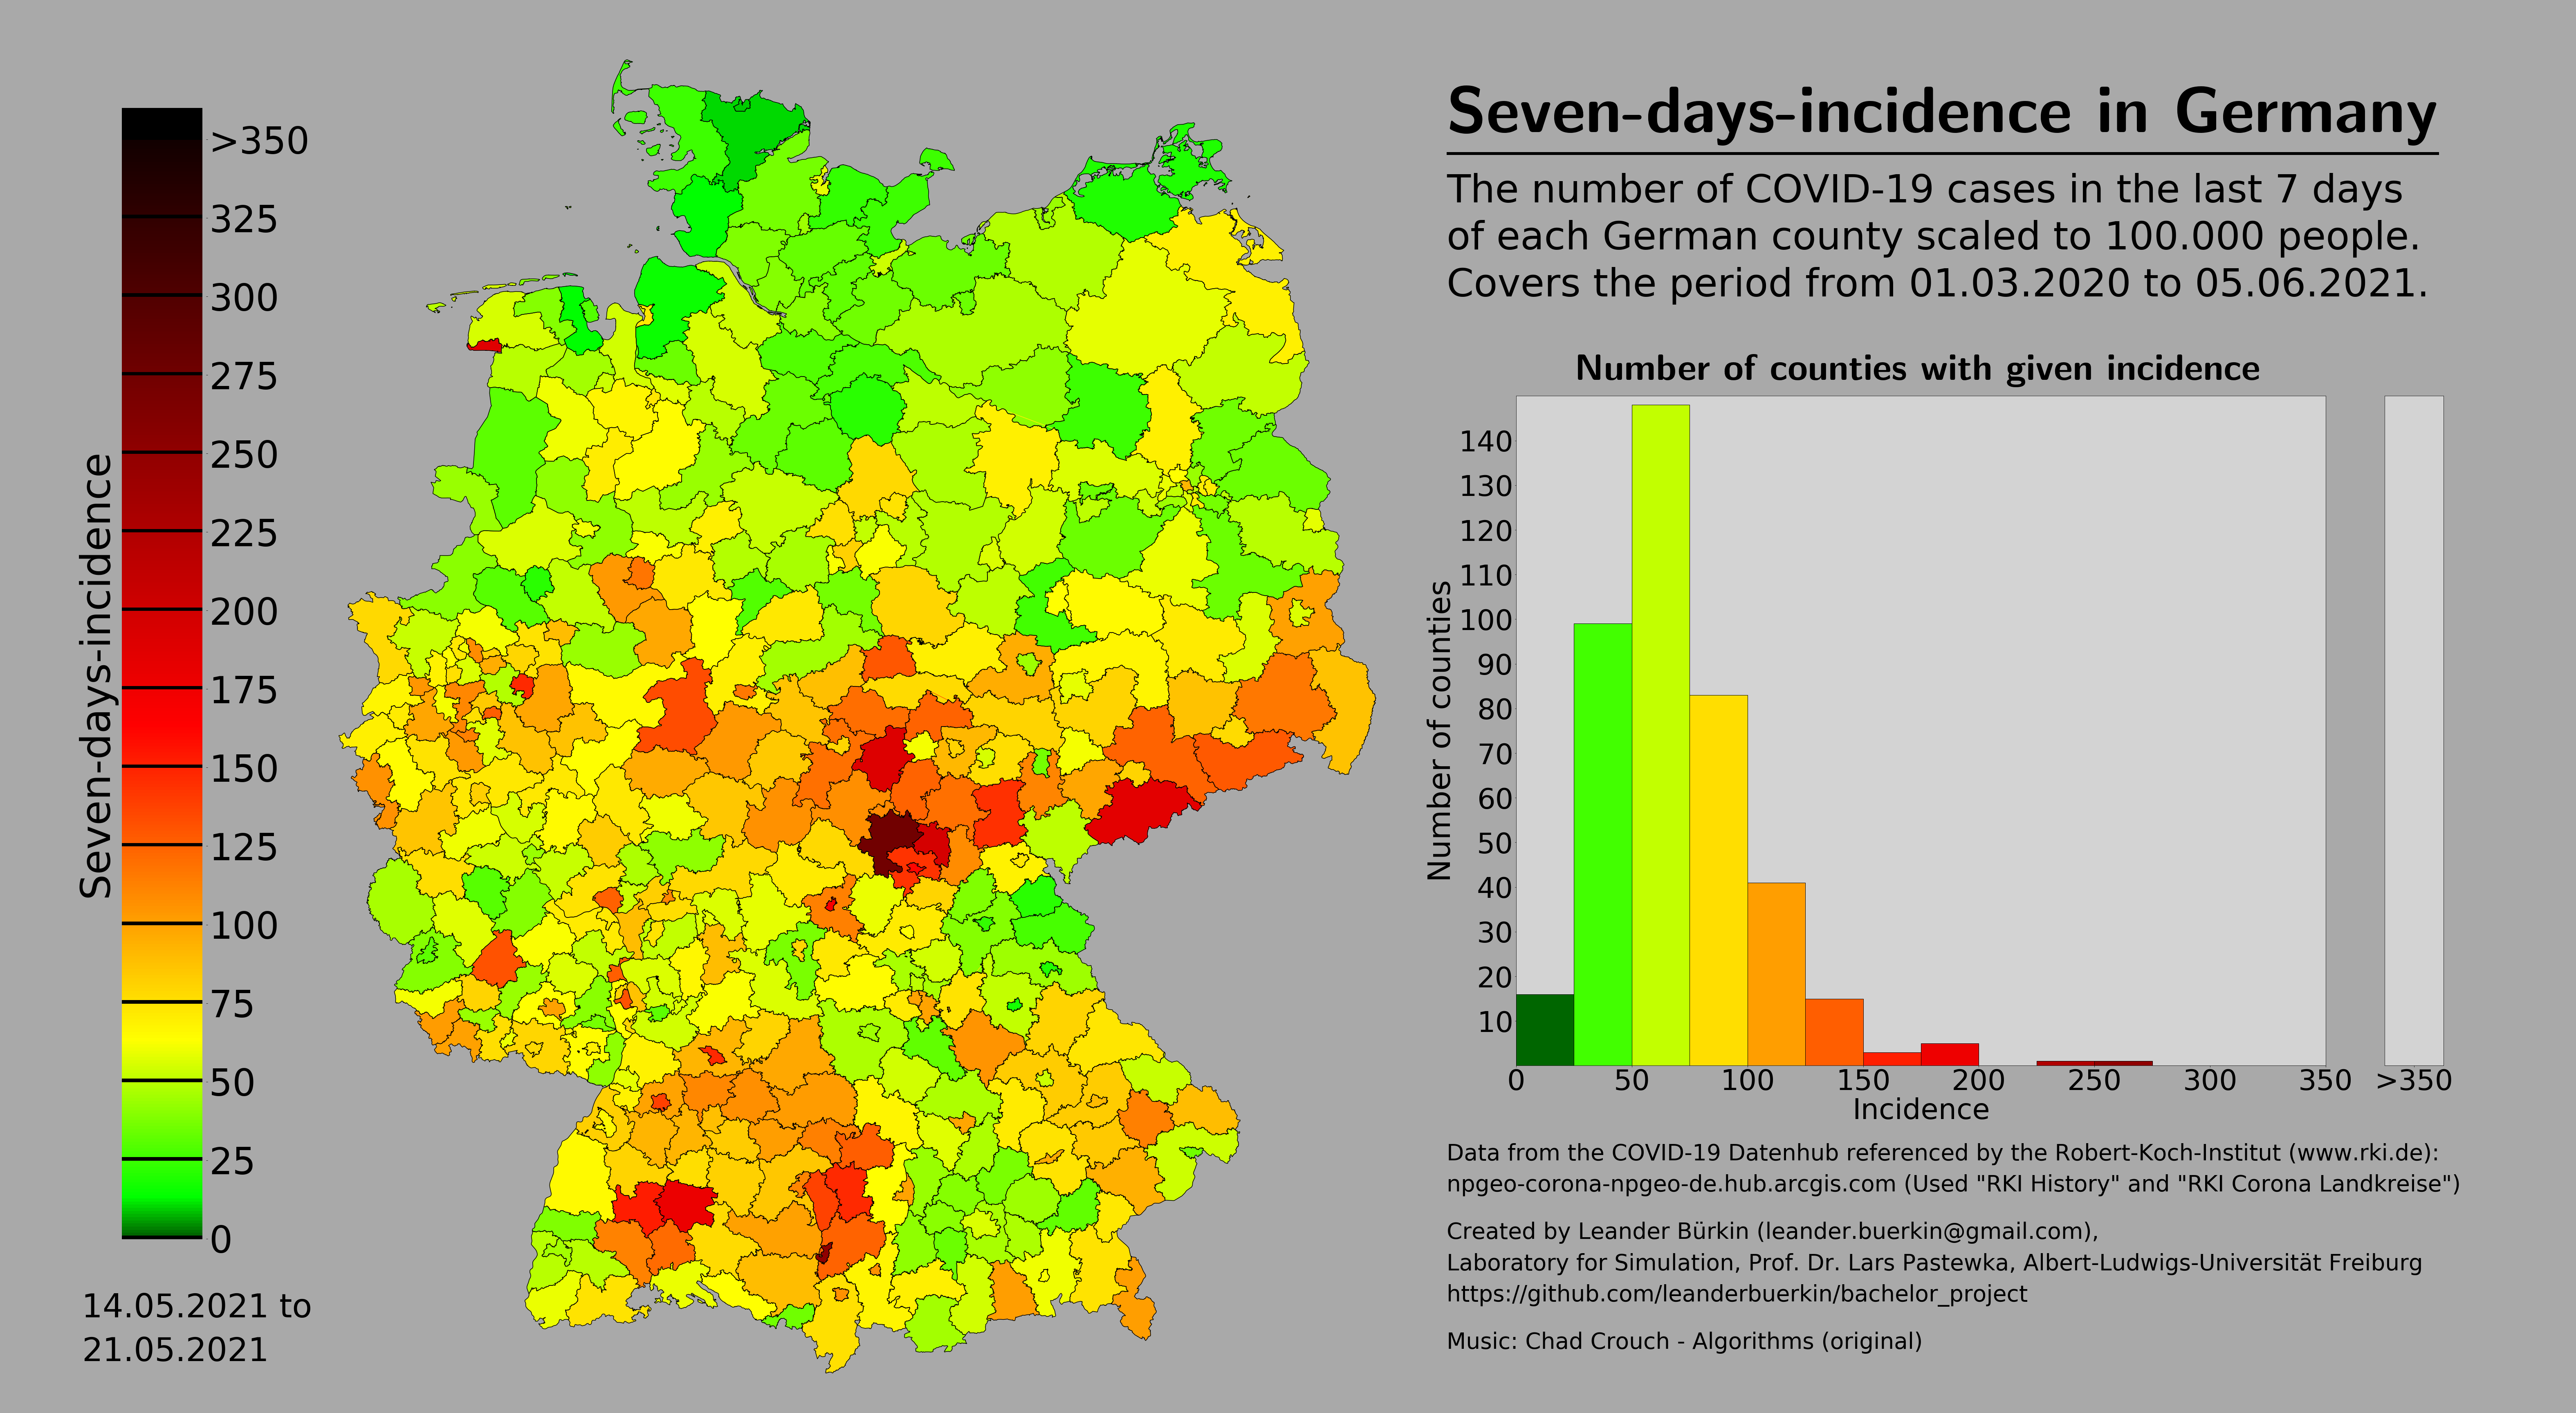 Seven-days-incidence in Germany
The number of COVID-19 cases in the last 7 days
of each German county scaled to 100.000 people.
Covers the period from 01.03.2020 to 05.06.2021.
Seven-days-incidence
>350
325
300
275
250
225
200
175
150
125
100
75
50
25
0
14.05.2021 to
21.05.2021
Number of counties with given incidence
Number of counties
140
130
120
110
100
90
80
70
60
50
40
30
20
10
0 50 100 150 200 250 300 350 >350
Incidence
Data from the COVID-19 Datenhub referenced by the Robert-Koch-Institut (www.rki.de):
npgeo-corona-npgeo-de.hub.arcgis.com (Used "RKI History" and "RKI Corona Landkreise")
Created by Leander Bürkin (leander.buerkin@gmail.com),
Laboratory for Simulation, Prof. Dr. Lars Pastewka, Albert-Ludwigs-Universität Freiburg
https://github.com/leanderbuerkin/bachelor_project
Music: Chad Crouch - Algorithms (original)